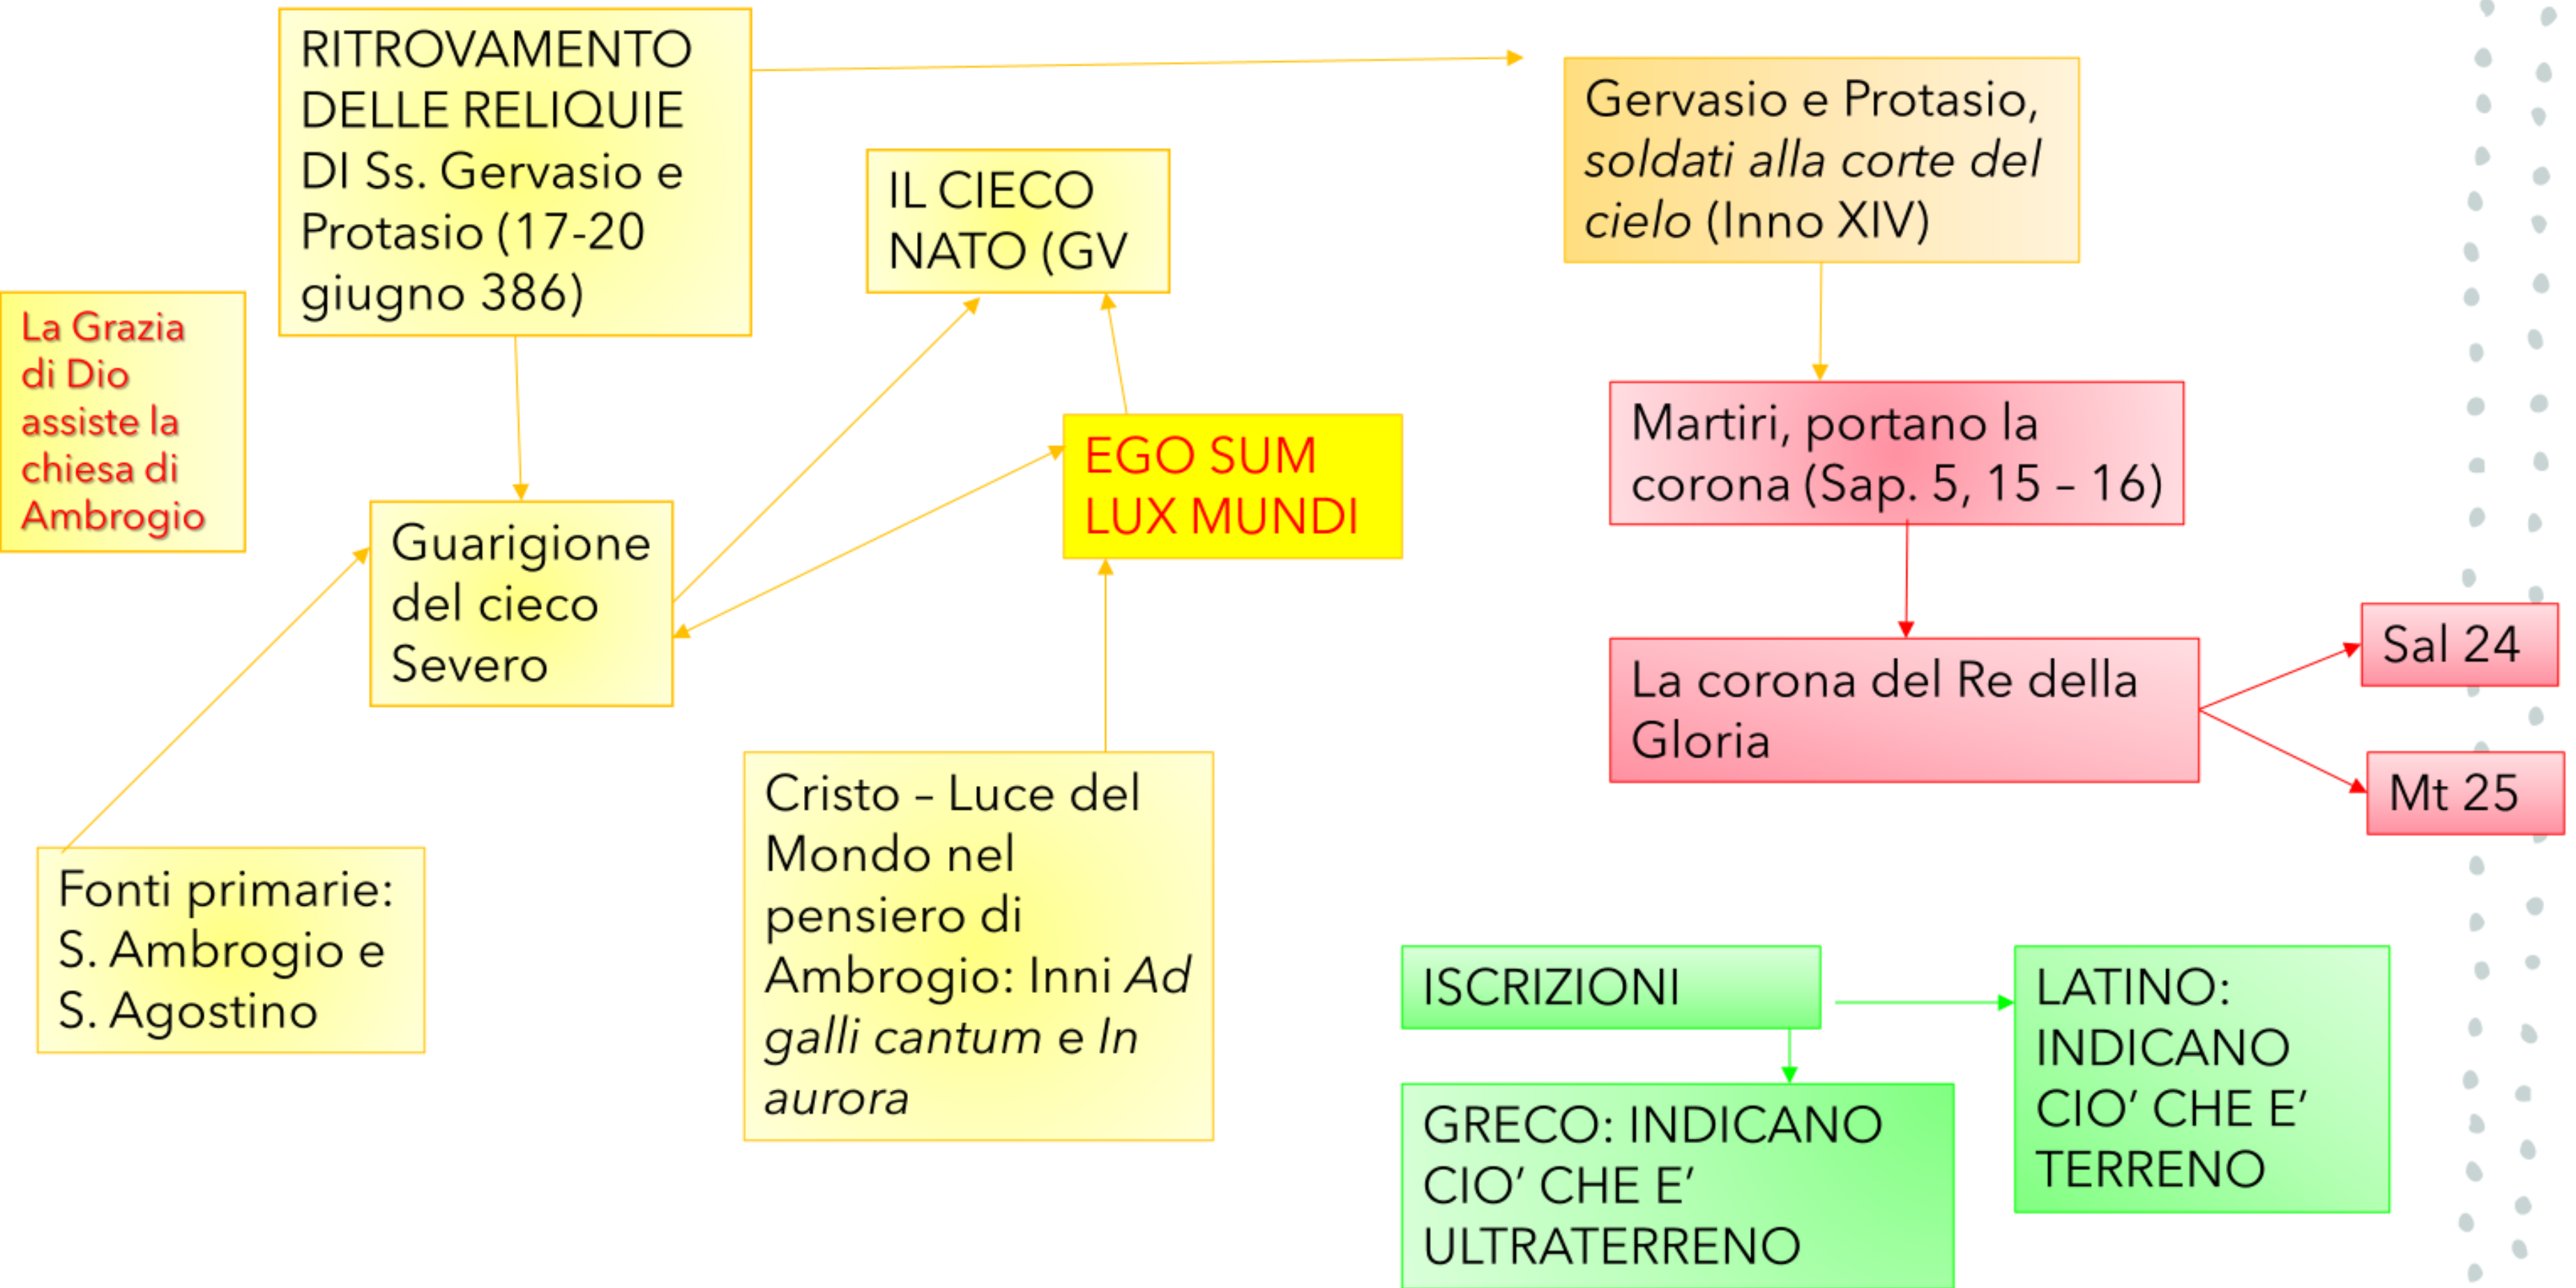 RITROVAMENTO
DELLE RELIQUIE
DI Ss. Gervasio e
Protasio (17-20
giugno 386)
La Grazia
di Dio
assiste la
chiesa di
Ambrogio
IL CIECO
NATO (GV
EGO SUM
LUX MUNDI
Guarigione
del cieco
Severo
Fonti primarie:
S. Ambrogio e
S. Agostino
Cristo – Luce del
Mondo nel
pensiero di
Ambrogio: Inni Ad
galli cantum e In
aurora
Gervasio e Protasio,
soldati alla corte del
cielo (Inno XIV)
Martiri, portano la
corona (Sap. 5, 15 – 16)
La corona del Re della
Gloria
Sal 24
Mt 25
ISCRIZIONI
LATINO:
INDICANO
CIO’ CHE E’
TERRENO
GRECO: INDICANO
CIO’ CHE E’
ULTRATERRENO